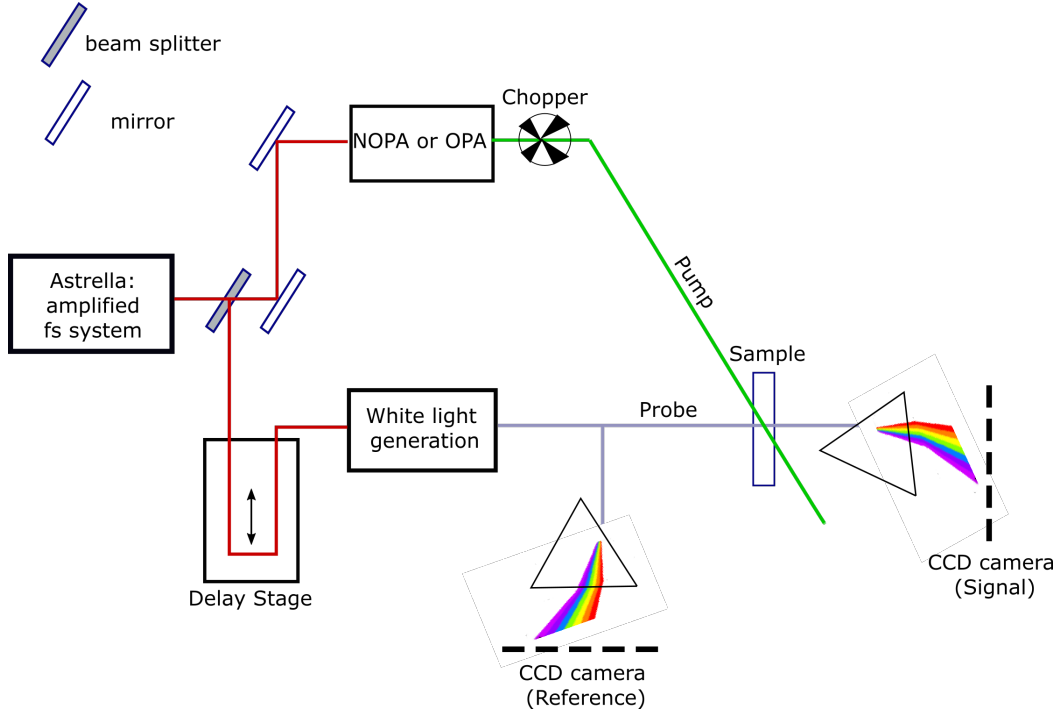 beam splitter
mirror
Chopper
NOPA or OPA
Astrella:
amplified
fs system
Pump
Sample
White light
generation
Probe
Delay Stage
CCD camera
(Signal)
CCD camera
(Reference)